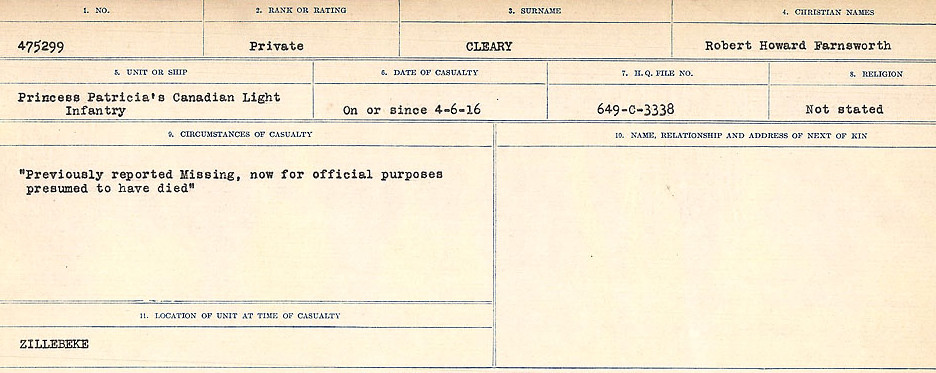 1. NO.
2. RANK OR RATING
3. SURNAME
4. CHRISTIAN NAMES
475299
Private
CLEARY
Robert Howard Farnsworth
5. UNIT OR SHIP
6. DATE OF CASUALTY
7. H.Q. FILE NO.
8. RELIGION
Princess Patricia's Canadian Light
Infantry
On or since 4-6-16
649-C-3338
Not stated
9. CIRCUMSTANCES OF CASUALTY
10. NAME, RELATIONSHIP AND ADDRESS OF NEXT OF KIN
"Previously reported Missing, now for official purposes
presumed to have died"
11. LOCATION OF UNIT AT TIME OF CASUALTY
ZILLEBEKE